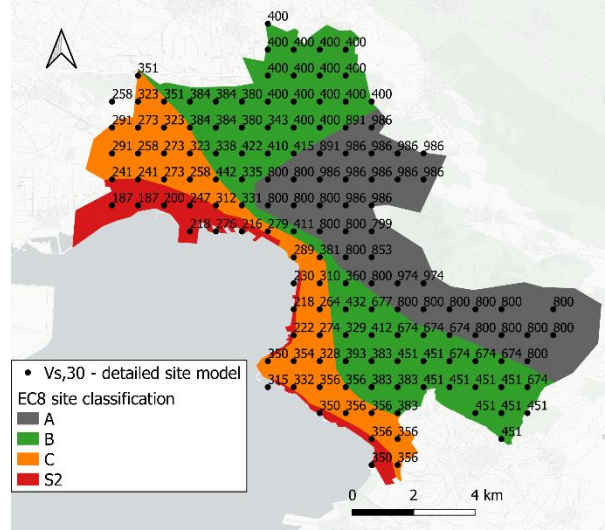 400
400 400 400 400
351 400 400 400 400
258 323 351 384 384 380 400 400 400 400 400
291 273 323 384 384 380 343 400 400 891 986
291 258 273 323 338 422 410 415 891 986 986 986 986
241 241 273 258 442 335 800 800 986 986 986 986
187 187 200 247 312 331 800 800 800 986 986
218 276 216 279 411 800 800 799
289 381 800 853
230 310 360 800 974 974
218 264 432 677 800 800 800 800 800 800
222 274 329 412 674 674 674 800 800 800 800
350 354 328 393 383 451 451 674 674 674 800
315 332 356 356 383 383 451 451 451 451 674
350 356 356 383 451 451 451
356 356 451
350 356
Vs,30 - detailed site model
EC8 site classification
A
B
C
S2
0 2 4 km